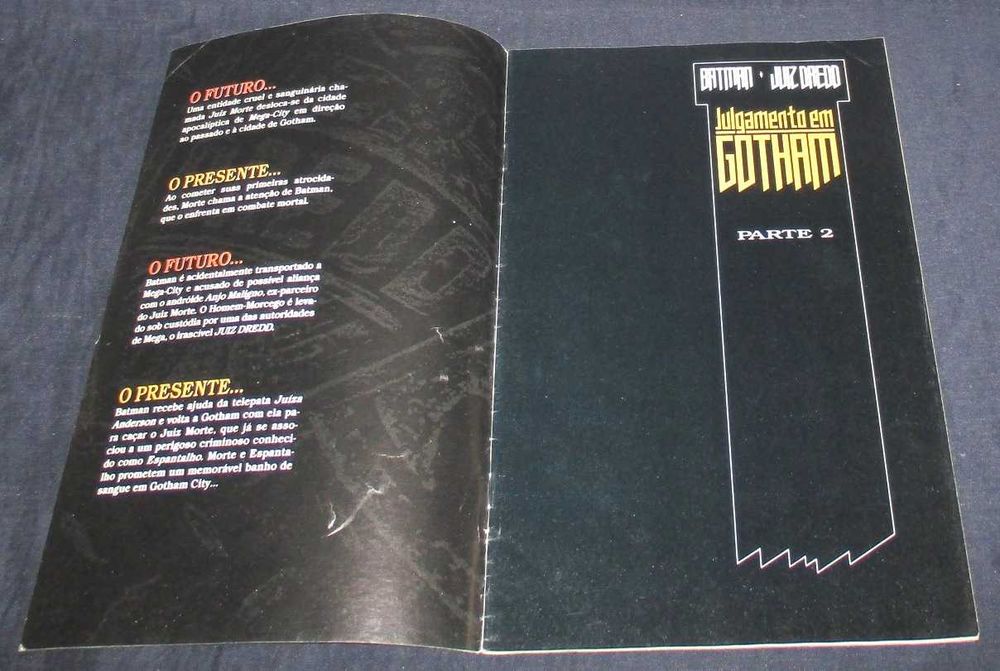 O FUTURO...
Uma entidade cruel e sanguinária cha-
mada Juiz Morte desloca-se da cidade
apocalíptica de Mega-City em direção
ao passado e à cidade de Gotham.
O PRESENTE...
Ao cometer suas primeiras atrocida-
des, Morte chama a atenção de Batman,
que o enfrenta em combate mortal.
O FUTURO...
Batman é acidentalmente transportado a
Mega-City e acusado de possível aliança
com o andróide Anjo Maligno, ex-parceiro
do Juiz Morte. O Homem-Morcego é leva-
do sob custódia por uma das autoridades
de Mega, o irascível JUIZ DREDD.
O PRESENTE...
Batman recebe ajuda da telepata Juíza
Anderson e volta a Gotham com ela pa-
ra caçar o Juiz Morte, que já se asso-
ciou a um perigoso criminoso conheci-
do como Espantalho. Morte e Espanta-
lho prometem um memorável banho de
sangue em Gotham City...
BATMAN · JUIZ DREDD
Julgamento em
GOTHAM
PARTE 2